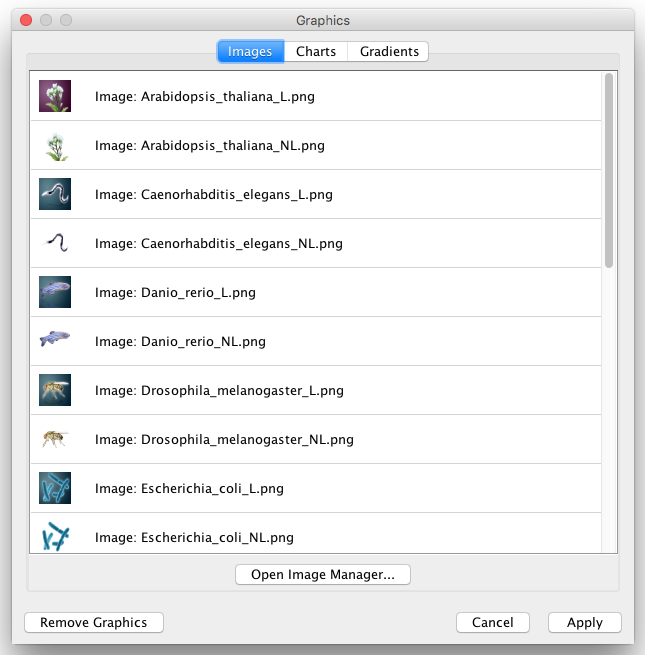 Graphics
Images Charts Gradients
Image: Arabidopsis_thaliana_L.png
Image: Arabidopsis_thaliana_NL.png
Image: Caenorhabditis_elegans_L.png
Image: Caenorhabditis_elegans_NL.png
Image: Danio_rerio_L.png
Image: Danio_rerio_NL.png
Image: Drosophila_melanogaster_L.png
Image: Drosophila_melanogaster_NL.png
Image: Escherichia_coli_L.png
Image: Escherichia_coli_NL.png
Open Image Manager...
Remove Graphics Cancel Apply